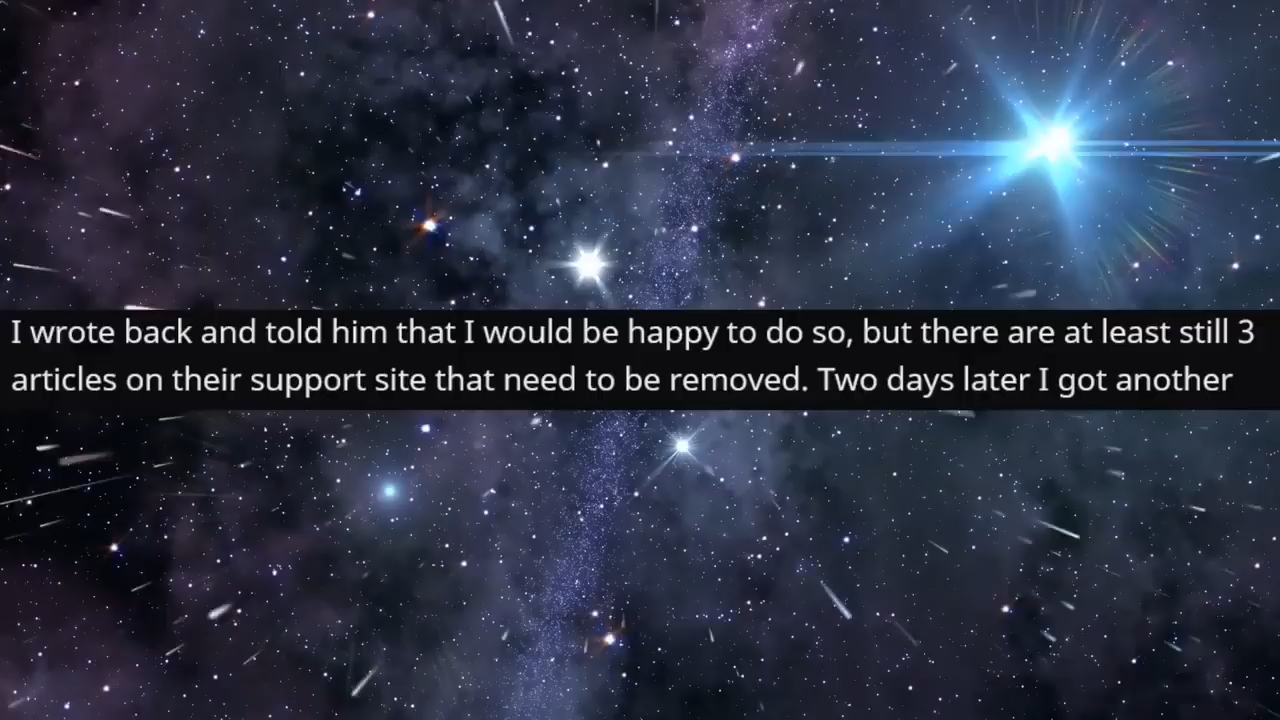 I wrote back and told him that I would be happy to do so, but there are at least still 3
articles on their support site that need to be removed. Two days later I got another